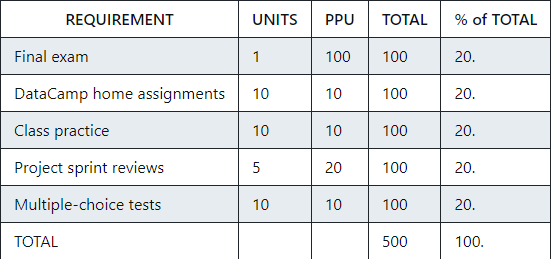 REQUIREMENT UNITS PPU TOTAL % of TOTAL
Final exam 1 100 100 20.
DataCamp home assignments 10 10 100 20.
Class practice 10 10 100 20.
Project sprint reviews 5 20 100 20.
Multiple-choice tests 10 10 100 20.
TOTAL 500 100.